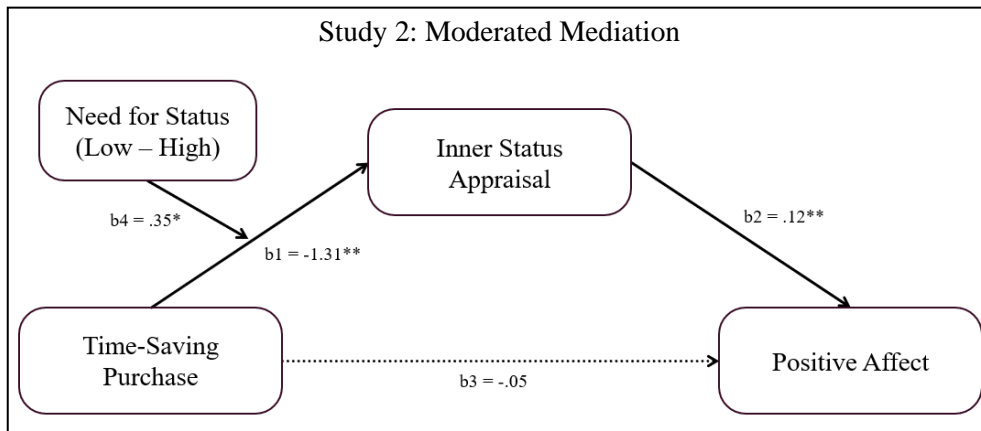 Study 2: Moderated Mediation
Need for Status
(Low – High)
Inner Status
Appraisal
b4 = .35*
b1 = -1.31**
b2 = .12**
Time-Saving
Purchase
Positive Affect
b3 = -.05